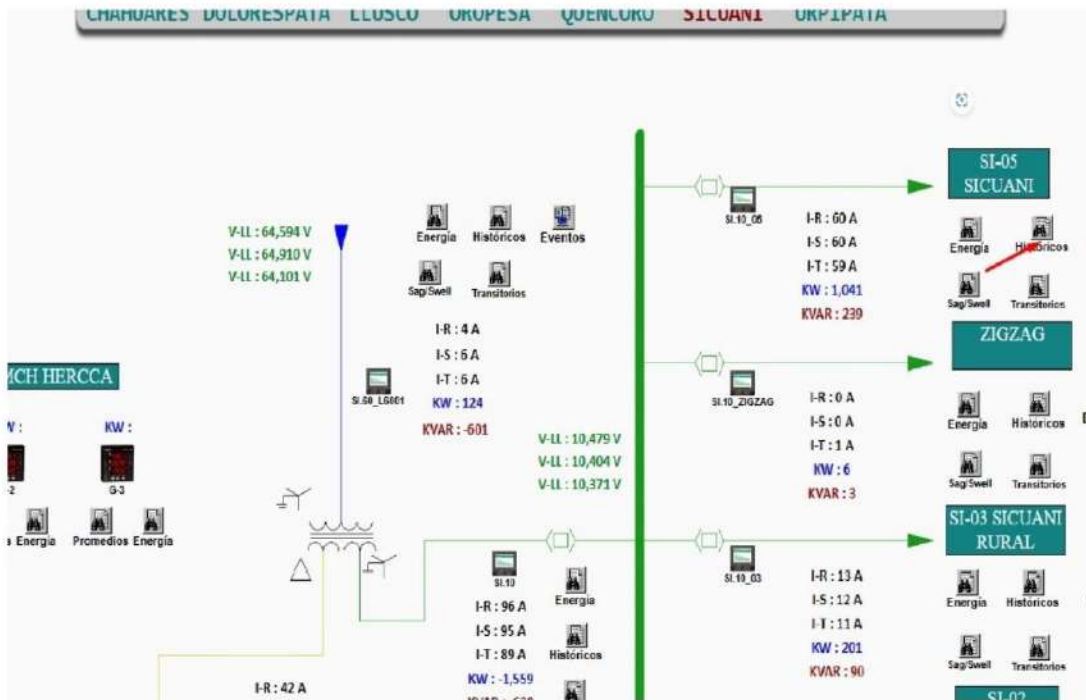 CHAHUARES DOLORESPATA LLUSCO OROPESA QUENCORO SICUANI URPIPATA
SI-05
SICUANI
Energía Históricos
Sag/Swell Transitorios
SI.10_05
I-R : 60 A
I-S : 60 A
I-T : 59 A
KW : 1,041
KVAR : 239
V-LL : 64,594 V
V-LL : 64,910 V
V-LL : 64,101 V
Energía Históricos Eventos
Sag/Swell Transitorios
I-R : 4 A
I-S : 6 A
I-T : 6 A
KW : 124
KVAR : -601
SI.60_L6001
ZIGZAG
SI.10_ZIGZAG
I-R : 0 A
I-S : 0 A
I-T : 1 A
KW : 6
KVAR : 3
Energía Históricos
Sag/Swell Transitorios
MCH HERCCA
KW :
G-3
Energía Promedios Energía
V-LL : 10,479 V
V-LL : 10,404 V
V-LL : 10,371 V
SI.10
I-R : 96 A
I-S : 95 A
I-T : 89 A
KW : -1,559
Energía
Históricos
SI-03 SICUANI
RURAL
SI.10_03
I-R : 13 A
I-S : 12 A
I-T : 11 A
KW : 201
KVAR : 90
Energía Históricos
Sag/Swell Transitorios
SI-02
I-R : 42 A